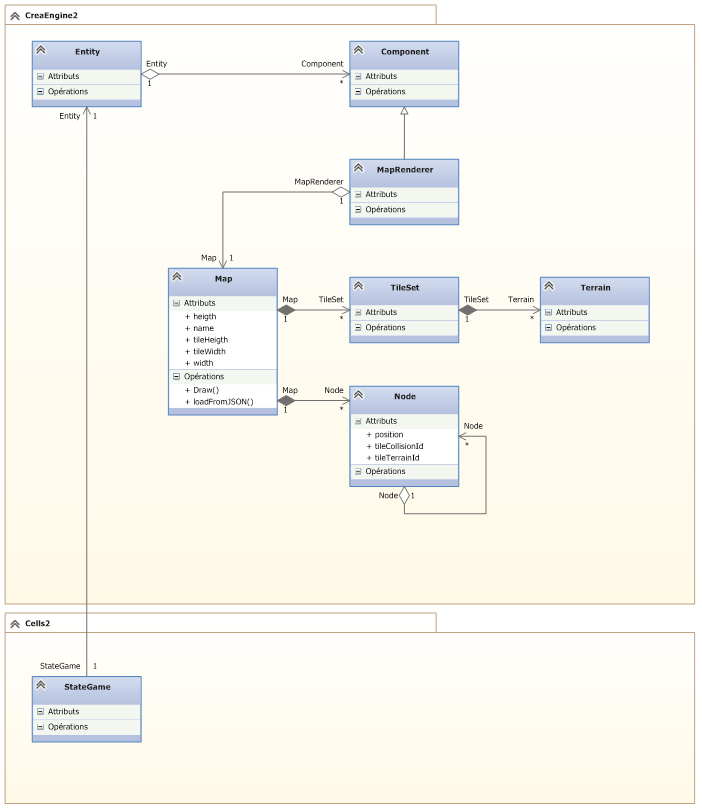 CreaEngine2
Entity
Attributs
Opérations
Entity
1
Component
*
Component
Attributs
Opérations
Entity
1
MapRenderer
Attributs
Opérations
MapRenderer
1
Map
1
Map
Attributs
+ heigth
+ name
+ tileHeigth
+ tileWidth
+ width
Opérations
+ Draw()
+ loadFromJSON()
Map
1
TileSet
*
TileSet
Attributs
Opérations
TileSet
1
Terrain
*
Terrain
Attributs
Opérations
Map
1
Node
*
Node
Attributs
+ position
+ tileCollisionId
+ tileTerrainId
Opérations
Node
*
Node
1
Cells2
StateGame
1
StateGame
Attributs
Opérations